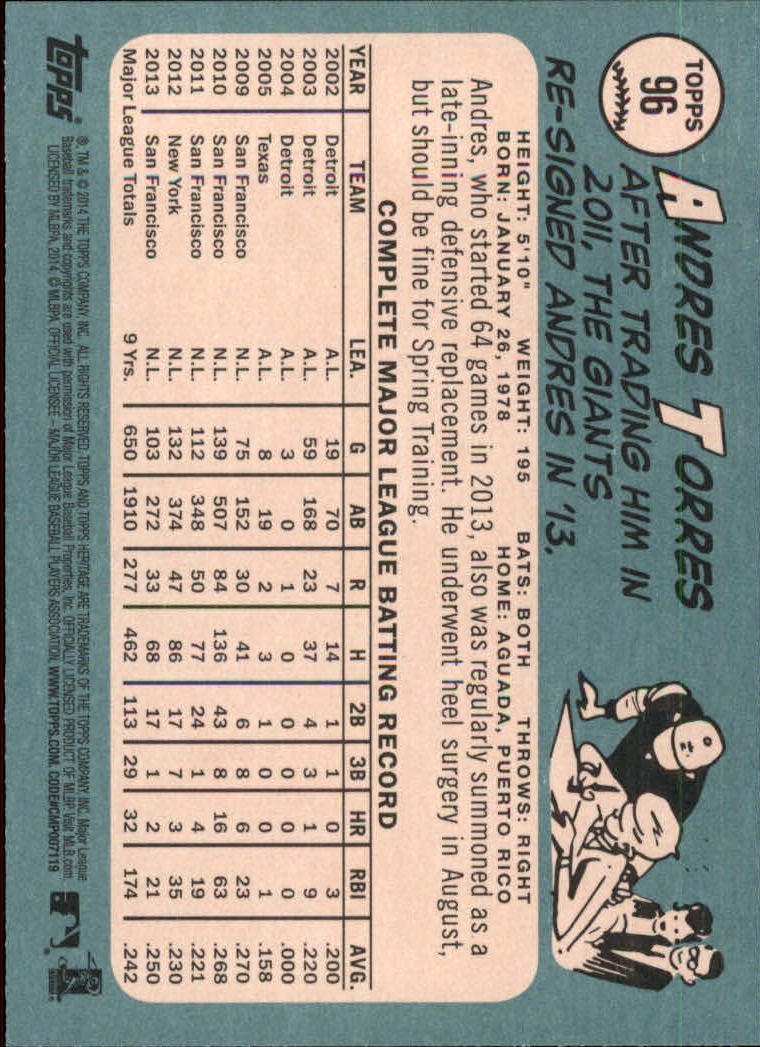 TOPPS
96
ANDRES TORRES
AFTER TRADING HIM IN
2011, THE GIANTS
RE-SIGNED ANDRES IN '13.
HEIGHT: 5'10" WEIGHT: 195 BATS: BOTH THROWS: RIGHT
BORN: JANUARY 26, 1978 HOME: AGUADA, PUERTO RICO
Andres, who started 64 games in 2013, also was regularly summoned as a
late-inning defensive replacement. He underwent heel surgery in August,
but should be fine for Spring Training.
COMPLETE MAJOR LEAGUE BATTING RECORD
YEAR TEAM LEA. G AB R H 2B 3B HR RBI AVG.
2002 Detroit A.L. 19 70 7 14 1 1 0 3 .200
2003 Detroit A.L. 59 168 23 37 4 3 1 9 .220
2004 Detroit A.L. 3 0 1 0 0 0 0 0 .000
2005 Texas A.L. 8 19 2 3 1 0 0 1 .158
2009 San Francisco N.L. 75 152 30 41 6 8 6 23 .270
2010 San Francisco N.L. 139 507 84 136 43 8 16 63 .268
2011 San Francisco N.L. 112 348 50 77 24 1 4 19 .221
2012 New York N.L. 132 374 47 86 17 7 3 35 .230
2013 San Francisco N.L. 103 272 33 68 17 1 2 21 .250
Major League Totals 9 Yrs. 650 1910 277 462 113 29 32 174 .242
topps
®, TM & © 2014 THE TOPPS COMPANY, INC. ALL RIGHTS RESERVED. TOPPS AND TOPPS HERITAGE ARE TRADEMARKS OF THE TOPPS COMPANY, INC. Major League
Baseball trademarks and copyrights are used with permission of Major League Baseball Properties, Inc. OFFICIALLY LICENSED PRODUCT OF MLBP. Visit MLB.com.
LICENSED BY MLBPA, 2014. © MLBPA. OFFICIAL LICENSEE – MAJOR LEAGUE BASEBALL PLAYERS ASSOCIATION. WWW.TOPPS.COM. CODE#CMP007119